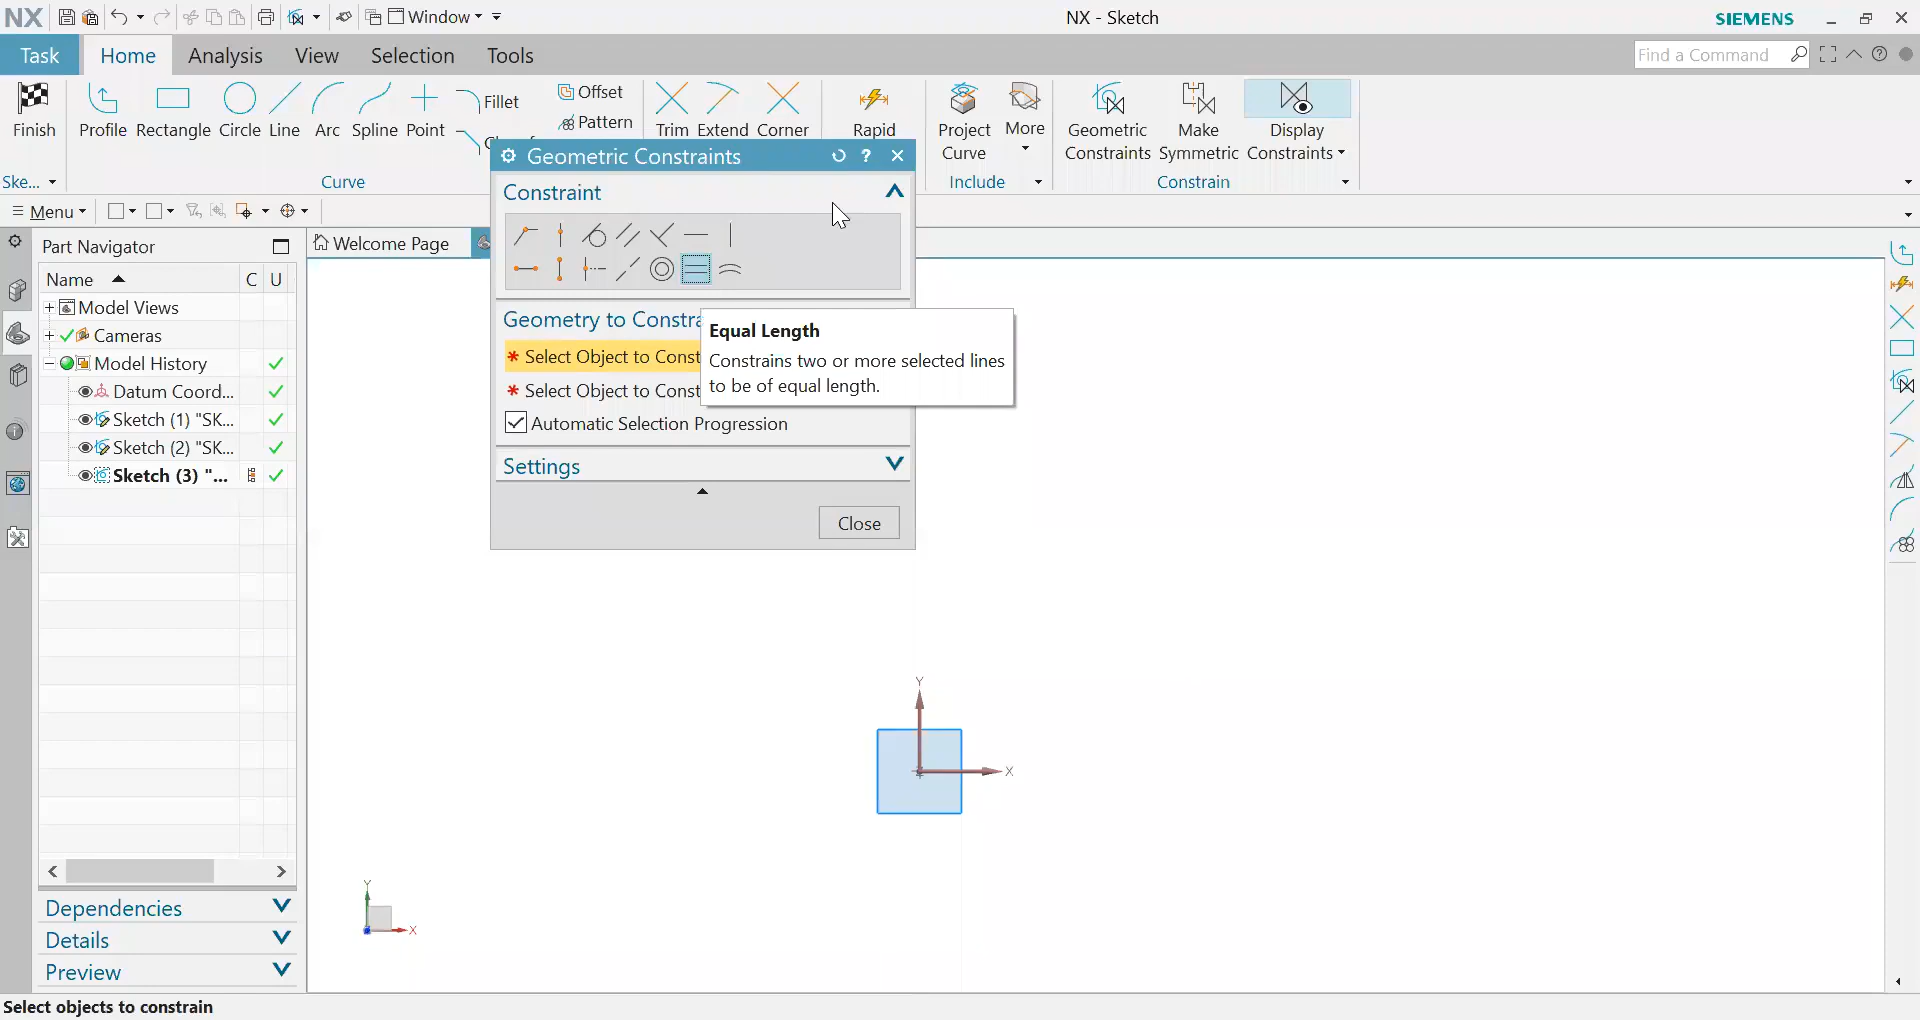 NX Window NX - Sketch SIEMENS
Task Home Analysis View Selection Tools Find a Command
Finish Profile Rectangle Circle Line Arc Spline Point Fillet Offset Pattern Trim Extend Corner Rapid Project Curve More Geometric Constraints Make Symmetric Display Constraints
Ske... Curve Include Constrain
Menu
Part Navigator
Welcome Page
Name C U
Model Views
Cameras
Model History
Datum Coord...
Sketch (1) "SK...
Sketch (2) "SK...
Sketch (3) "...
Dependencies
Details
Preview
Geometric Constraints
Constraint
Geometry to Constra
Select Object to Const
Select Object to Const
Automatic Selection Progression
Settings
Close
Equal Length
Constrains two or more selected lines
to be of equal length.
Y
X
Y
X
Select objects to constrain